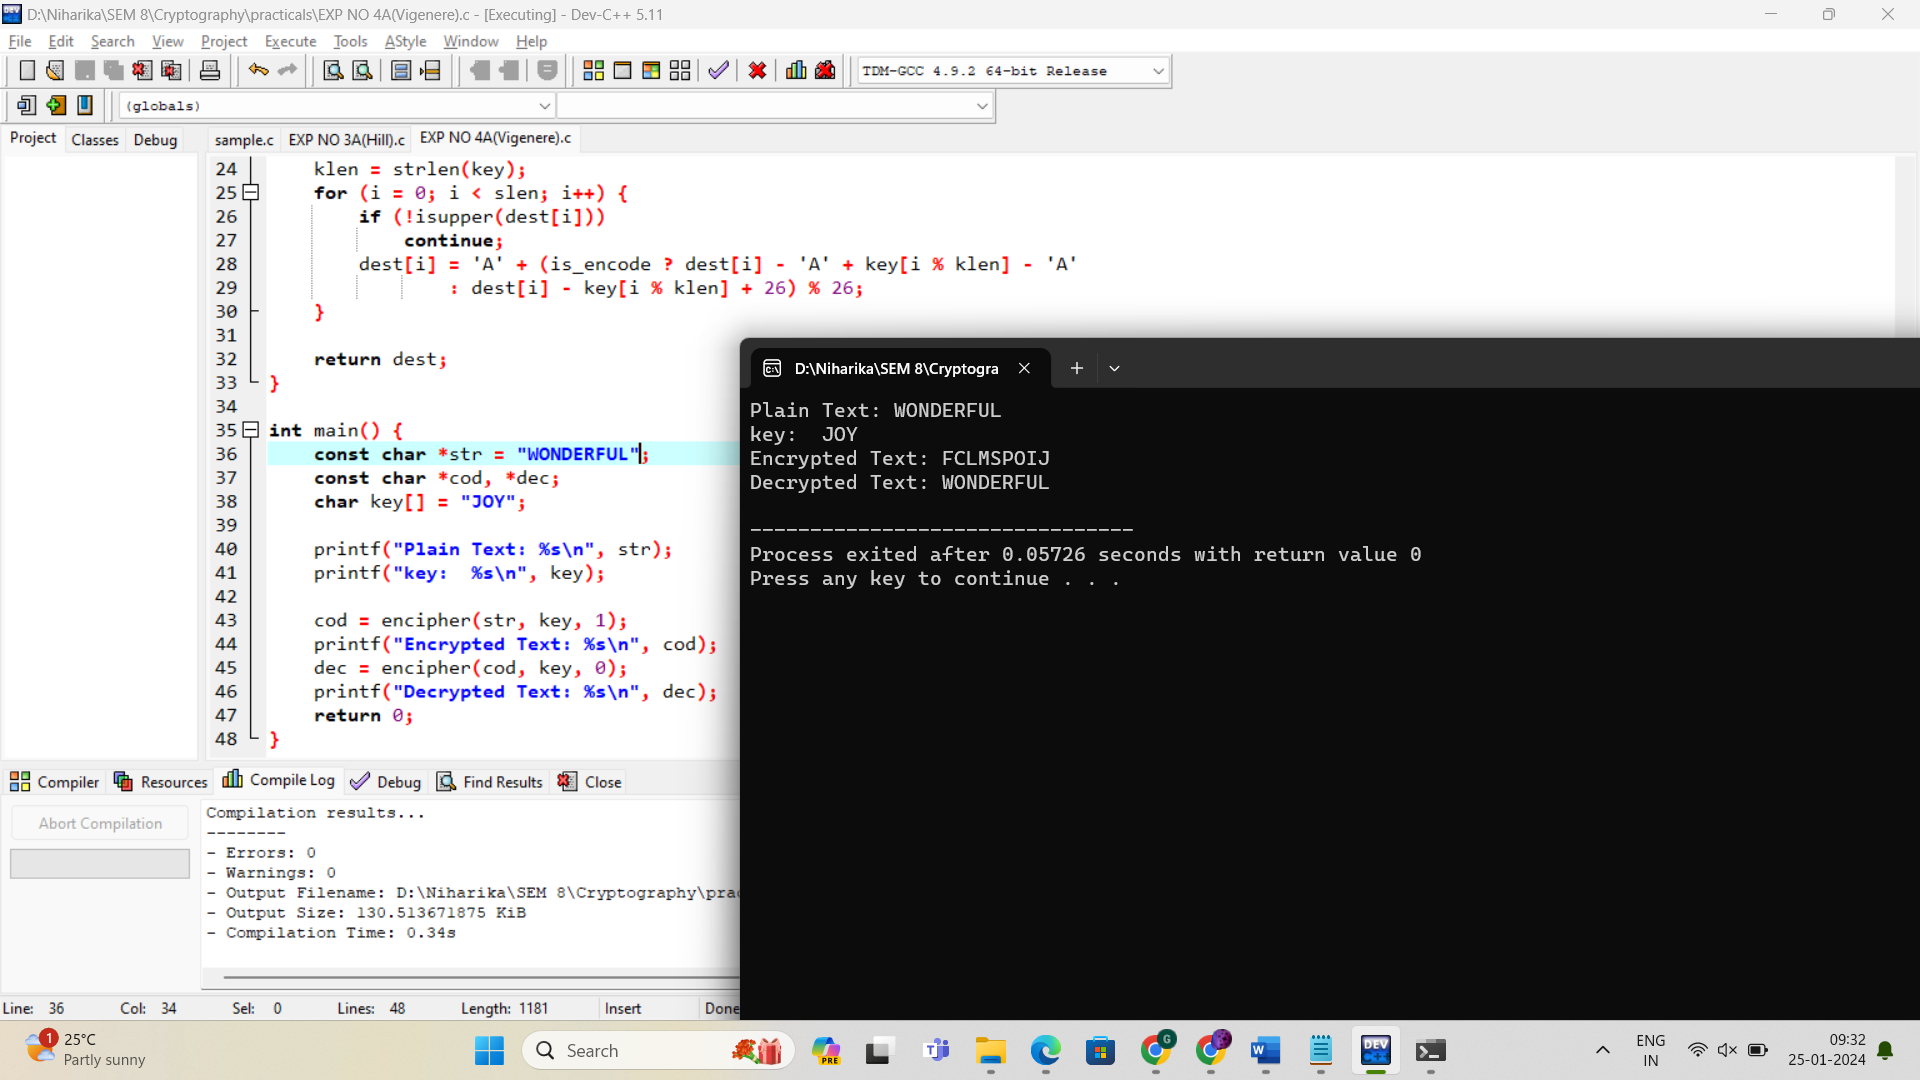 D:\Niharika\SEM 8\Cryptography\practicals\EXP NO 4A(Vigenere).c - [Executing] - Dev-C++ 5.11
File Edit Search View Project Execute Tools AStyle Window Help
TDM-GCC 4.9.2 64-bit Release
(globals)
Project Classes Debug
sample.c EXP NO 3A(Hill).c EXP NO 4A(Vigenere).c
24 klen = strlen(key);
25 for (i = 0; i < slen; i++) {
26 if (!isupper(dest[i]))
27 continue;
28 dest[i] = 'A' + (is_encode ? dest[i] - 'A' + key[i % klen] - 'A'
29 : dest[i] - key[i % klen] + 26) % 26;
30 }
31
32 return dest;
33 }
34
35 int main() {
36 const char *str = "WONDERFUL";
37 const char *cod, *dec;
38 char key[] = "JOY";
39
40 printf("Plain Text: %s\n", str);
41 printf("key:  %s\n", key);
42
43 cod = encipher(str, key, 1);
44 printf("Encrypted Text: %s\n", cod);
45 dec = encipher(cod, key, 0);
46 printf("Decrypted Text: %s\n", dec);
47 return 0;
48 }
D:\Niharika\SEM 8\Cryptogra
Plain Text: WONDERFUL
key:  JOY
Encrypted Text: FCLMSPOIJ
Decrypted Text: WONDERFUL
--------------------------------
Process exited after 0.05726 seconds with return value 0
Press any key to continue . . .
Compiler Resources Compile Log Debug Find Results Close
Abort Compilation
Compilation results...
--------
- Errors: 0
- Warnings: 0
- Output Filename: D:\Niharika\SEM 8\Cryptography\prac
- Output Size: 130.513671875 KiB
- Compilation Time: 0.34s
Line: 36 Col: 34 Sel: 0 Lines: 48 Length: 1181 Insert Done
1
25°C
Partly sunny
Search
PRE
G
DEV C++
ENG
IN
09:32
25-01-2024